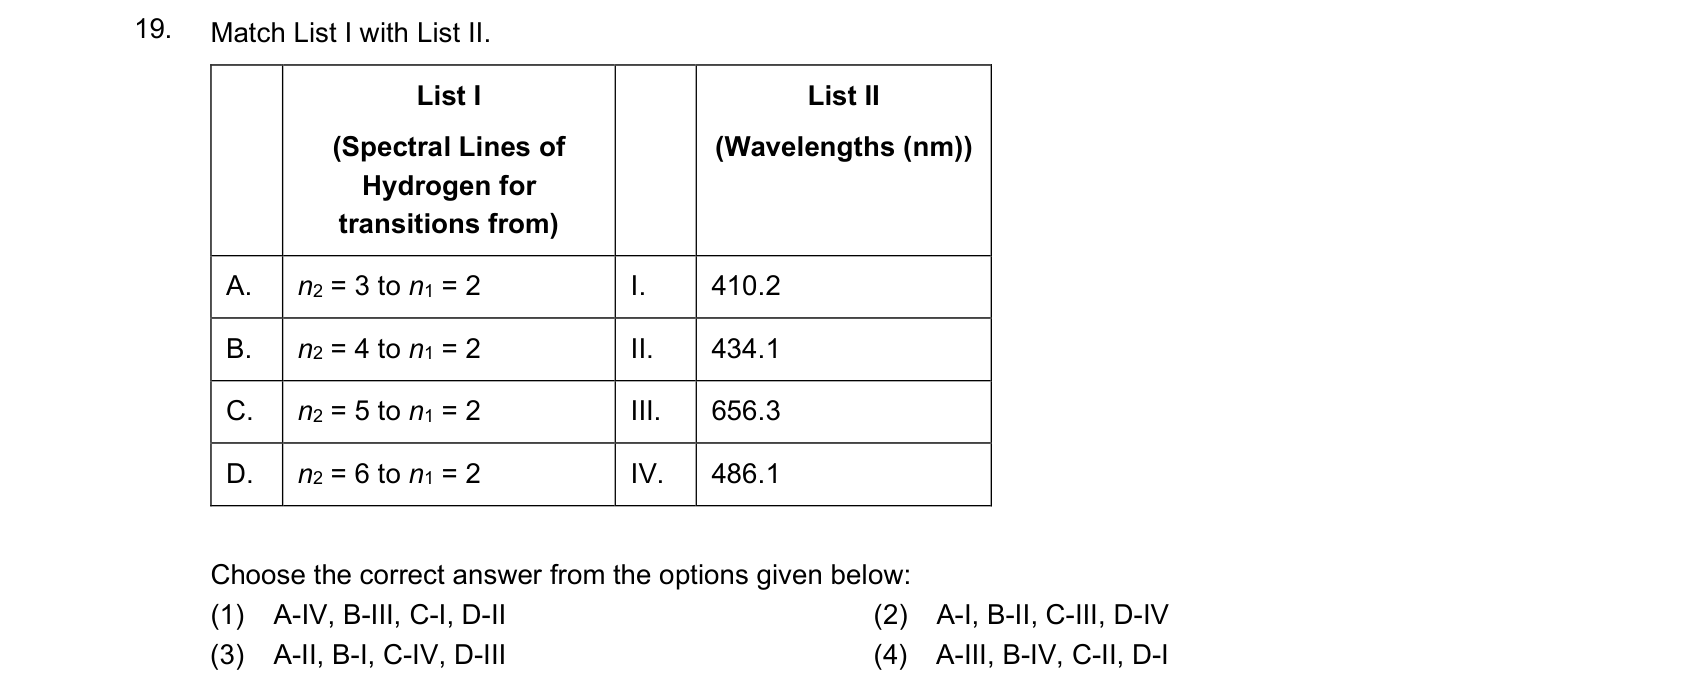 19. Match List I with List II.
List I List II
(Spectral Lines of (Wavelengths (nm))
Hydrogen for
transitions from)
A. n₂ = 3 to n₁ = 2 I. 410.2
B. n₂ = 4 to n₁ = 2 II. 434.1
C. n₂ = 5 to n₁ = 2 III. 656.3
D. n₂ = 6 to n₁ = 2 IV. 486.1
Choose the correct answer from the options given below:
(1) A-IV, B-III, C-I, D-II (2) A-I, B-II, C-III, D-IV
(3) A-II, B-I, C-IV, D-III (4) A-III, B-IV, C-II, D-I